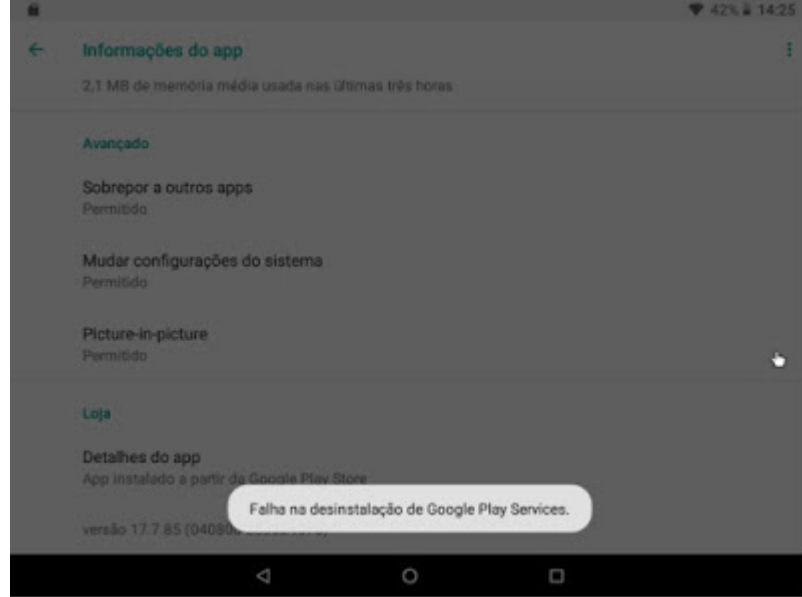 42% 14:25
Informações do app
2,1 MB de memória média usada nas últimas três horas
Avançado
Sobrepor a outros apps
Permitido
Mudar configurações do sistema
Permitido
Picture-in-picture
Permitido
Loja
Detalhes do app
App instalado a partir da Google Play Store
Falha na desinstalação de Google Play Services.
versão 17.7.85